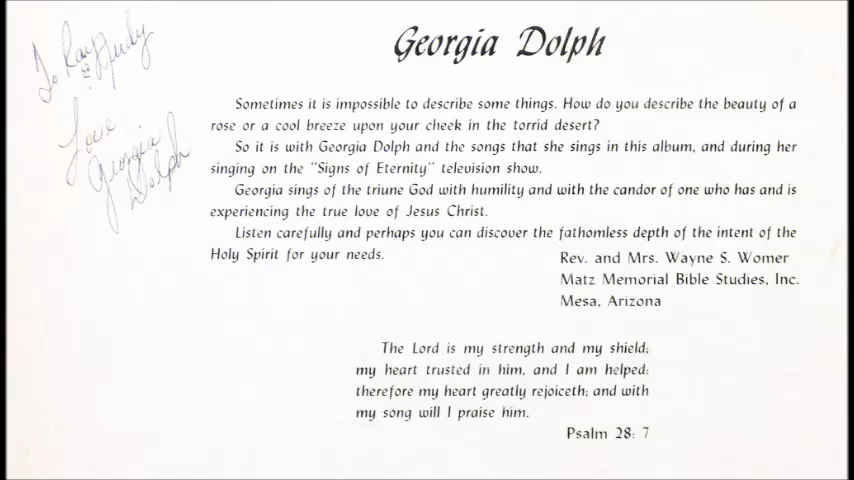 To Ray
& Judy
Love
Georgia
Dolph
Georgia Dolph
Sometimes it is impossible to describe some things. How do you describe the beauty of a
rose or a cool breeze upon your cheek in the torrid desert?
So it is with Georgia Dolph and the songs that she sings in this album, and during her
singing on the "Signs of Eternity" television show.
Georgia sings of the triune God with humility and with the candor of one who has and is
experiencing the true love of Jesus Christ.
Listen carefully and perhaps you can discover the fathomless depth of the intent of the
Holy Spirit for your needs.
Rev. and Mrs. Wayne S. Womer
Matz Memorial Bible Studies, Inc.
Mesa, Arizona
The Lord is my strength and my shield;
my heart trusted in him, and I am helped:
therefore my heart greatly rejoiceth; and with
my song will I praise him.
Psalm 28: 7